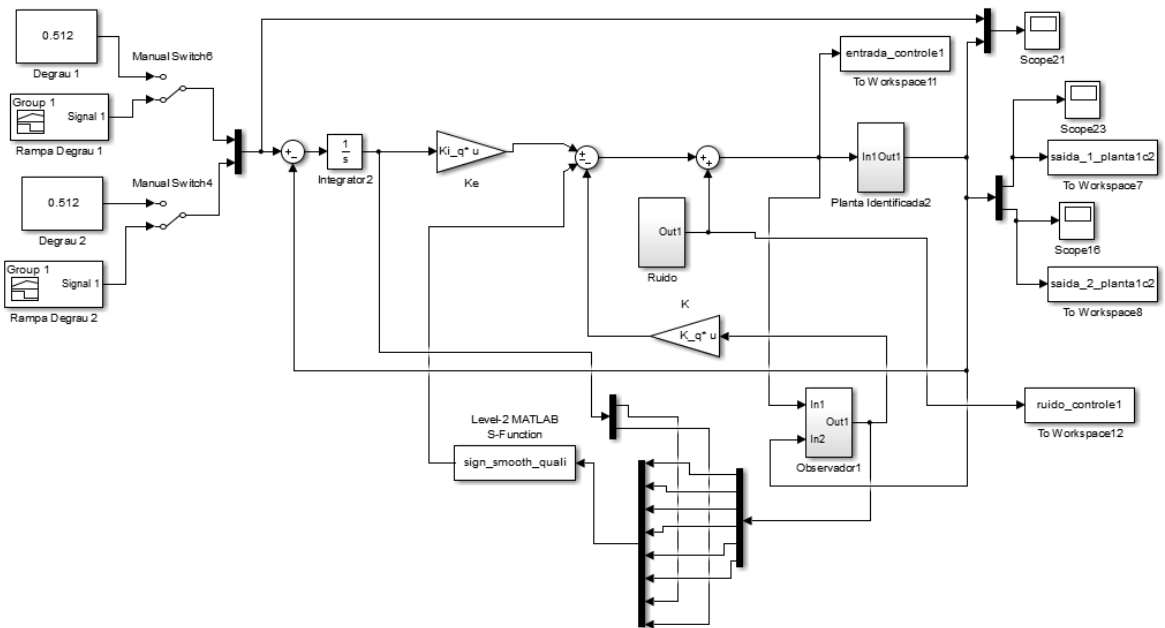 0.512
Degrau 1
Manual Switch6
Group 1
Signal 1
Rampa Degrau 1
Manual Switch4
0.512
Degrau 2
Group 1
Signal 1
Rampa Degrau 2
+
-
1
s
Integrator2
Ki_q* u
Ke
+
-
-
+
+
Out1
Ruido
K
K_q* u
entrada_controle1
To Workspace11
In1 Out1
Planta Identificada2
Scope21
Scope23
saida_1_planta1c2
To Workspace7
Scope16
saida_2_planta1c2
To Workspace8
ruido_controle1
To Workspace12
In1
Out1
In2
Observador1
Level-2 MATLAB
S-Function
sign_smooth_quali